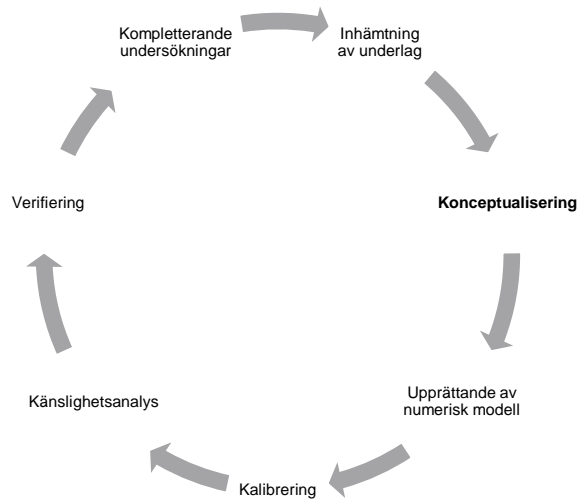 Kompletterande
undersökningar
Inhämtning
av underlag
Konceptualisering
Upprättande av
numerisk modell
Kalibrering
Känslighetsanalys
Verifiering